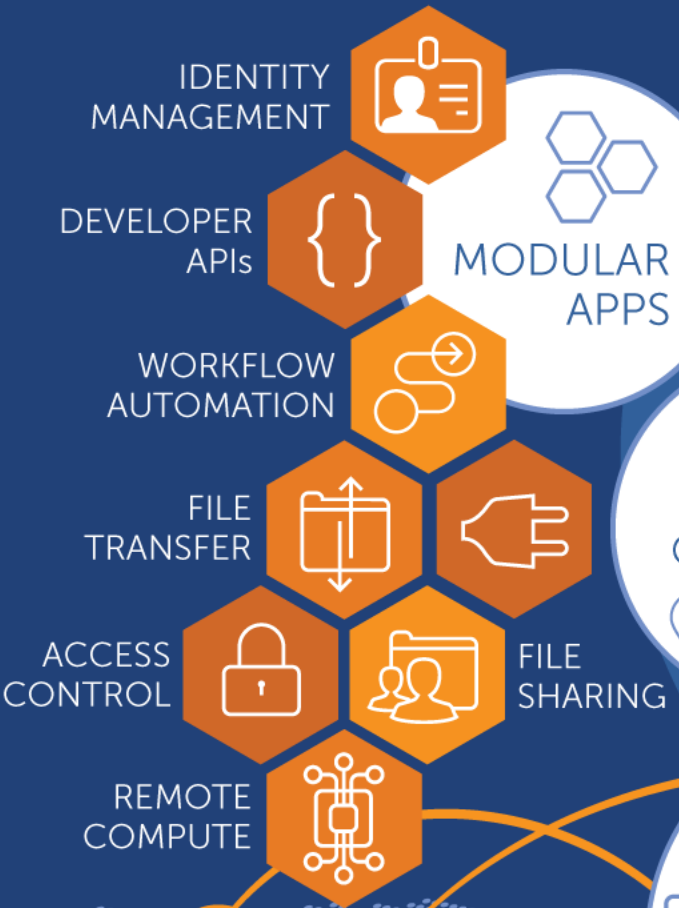 IDENTITY
MANAGEMENT
DEVELOPER
APIs
MODULAR
APPS
WORKFLOW
AUTOMATION
FILE
TRANSFER
ACCESS
CONTROL
FILE
SHARING
REMOTE
COMPUTE